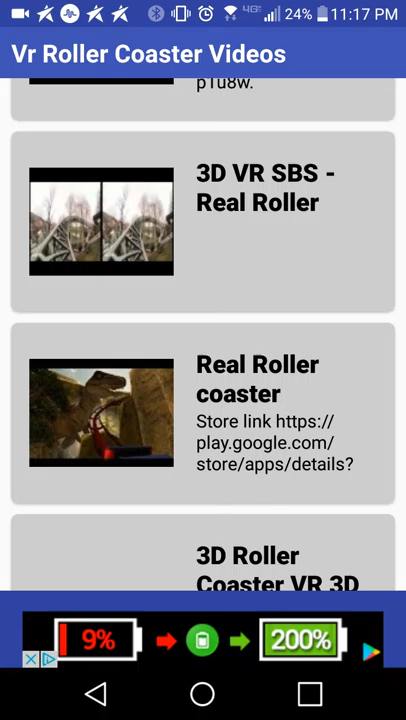 4G 24% 11:17 PM
Vr Roller Coaster Videos
p1u8w.
3D VR SBS -
Real Roller
Real Roller
coaster
Store link https://
play.google.com/
store/apps/details?
3D Roller
Coaster VR 3D
9% 200%